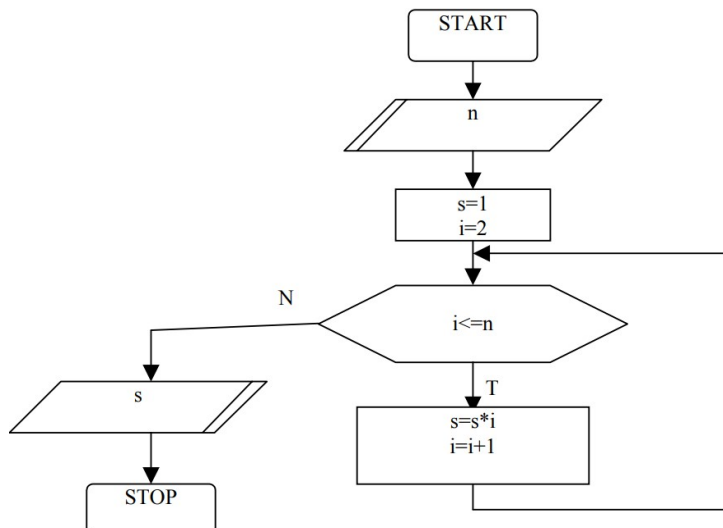 START
n
s=1
i=2
i<=n
N
T
s
s=s*i
i=i+1
STOP